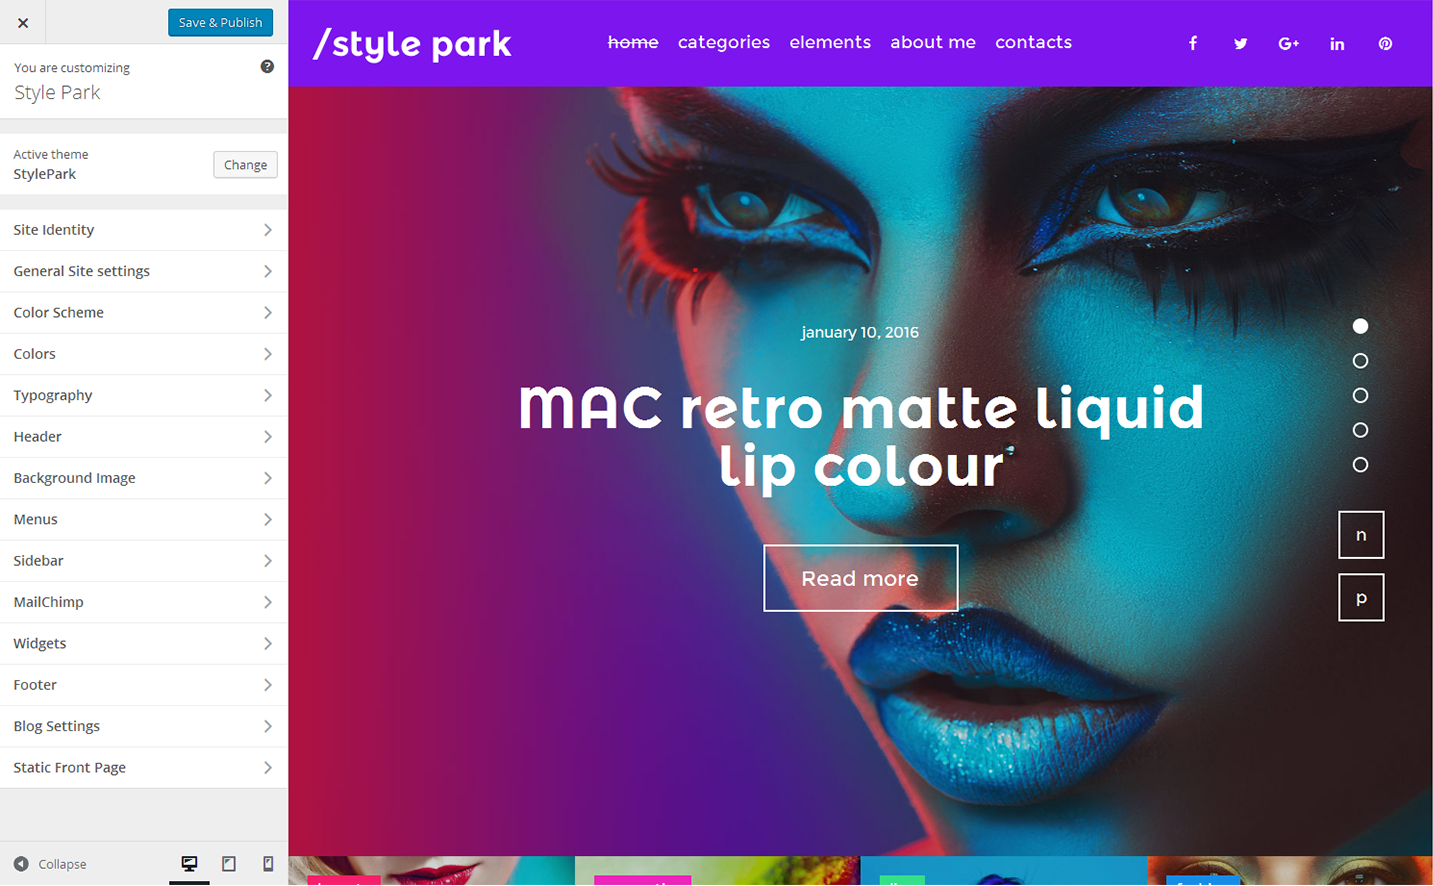 Save & Publish
You are customizing
Style Park
Active theme
StylePark
Change
Site Identity
General Site settings
Color Scheme
Colors
Typography
Header
Background Image
Menus
Sidebar
MailChimp
Widgets
Footer
Blog Settings
Static Front Page
Collapse
/style park
home categories elements about me contacts
january 10, 2016
MAC retro matte liquid
lip colour
Read more
n
p